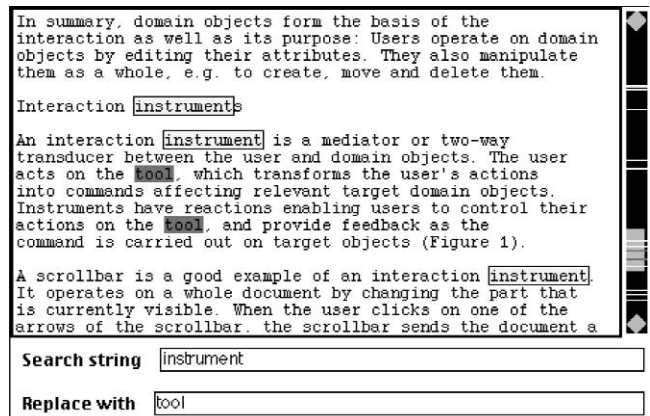 In summary, domain objects form the basis of the
interaction as well as its purpose: Users operate on domain
objects by editing their attributes. They also manipulate
them as a whole, e.g. to create, move and delete them.
Interaction instruments
An interaction instrument is a mediator or two-way
transducer between the user and domain objects. The user
acts on the tool, which transforms the user's actions
into commands affecting relevant target domain objects.
Instruments have reactions enabling users to control their
actions on the tool, and provide feedback as the
command is carried out on target objects (Figure 1).
A scrollbar is a good example of an interaction instrument.
It operates on a whole document by changing the part that
is currently visible. When the user clicks on one of the
arrows of the scrollbar, the scrollbar sends the document a
Search string instrument
Replace with tool